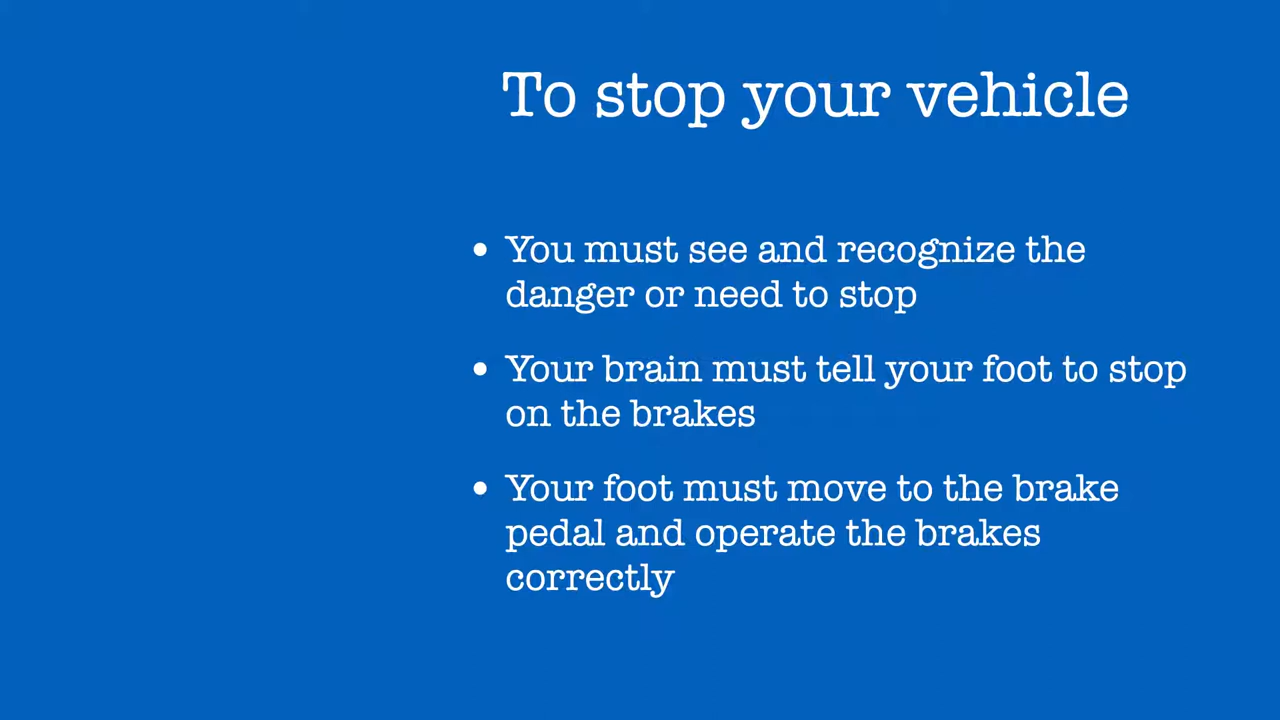 To stop your vehicle
• You must see and recognize the
danger or need to stop
• Your brain must tell your foot to stop
on the brakes
• Your foot must move to the brake
pedal and operate the brakes
correctly